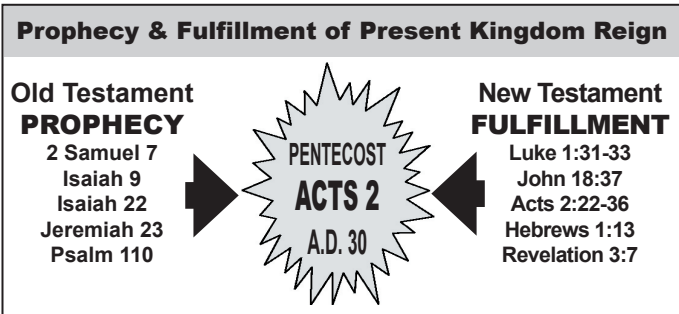 Prophecy & Fulfillment of Present Kingdom Reign
Old Testament
PROPHECY
2 Samuel 7
Isaiah 9
Isaiah 22
Jeremiah 23
Psalm 110
PENTECOST
ACTS 2
A.D. 30
New Testament
FULFILLMENT
Luke 1:31-33
John 18:37
Acts 2:22-36
Hebrews 1:13
Revelation 3:7